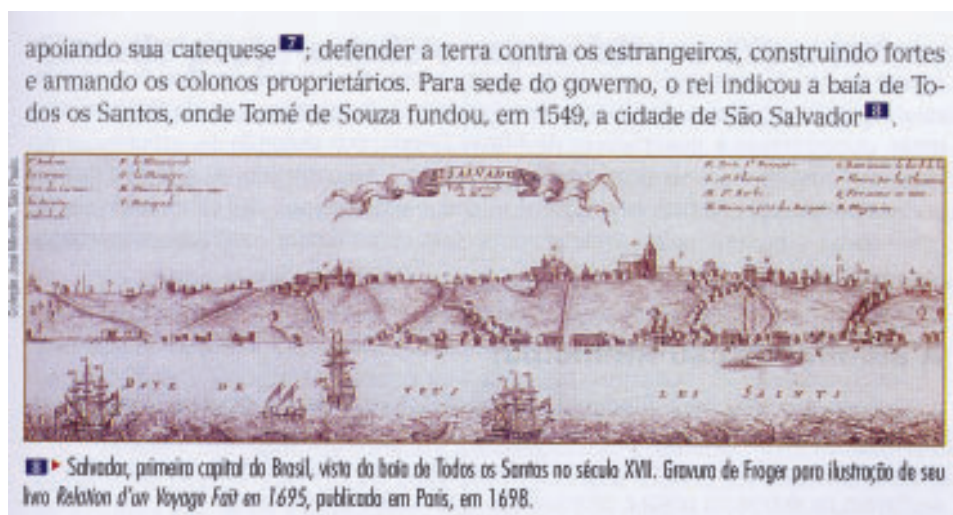 apoiando sua catequese 7; defender a terra contra os estrangeiros, construindo fortes
e armando os colonos proprietários. Para sede do governo, o rei indicou a baía de To-
dos os Santos, onde Tomé de Souza fundou, em 1549, a cidade de São Salvador 8.
S. SALVADOR
BAYE DE TOUS LES SAINTS
8 Salvador, primeira capital do Brasil, vista da baía de Todos os Santos no século XVII. Gravura de Froger para ilustração de seu
livro Relation d'un Voyage Fait en 1695, publicado em Paris, em 1698.